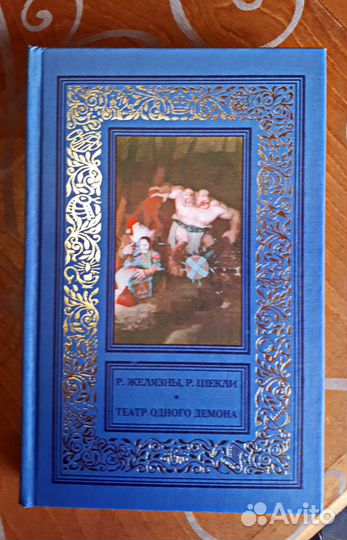 Р. ЖЕЛЯЗНЫ, Р. ШЕКЛИ
•
ТЕАТР ОДНОГО ДЕМОНА
Avito